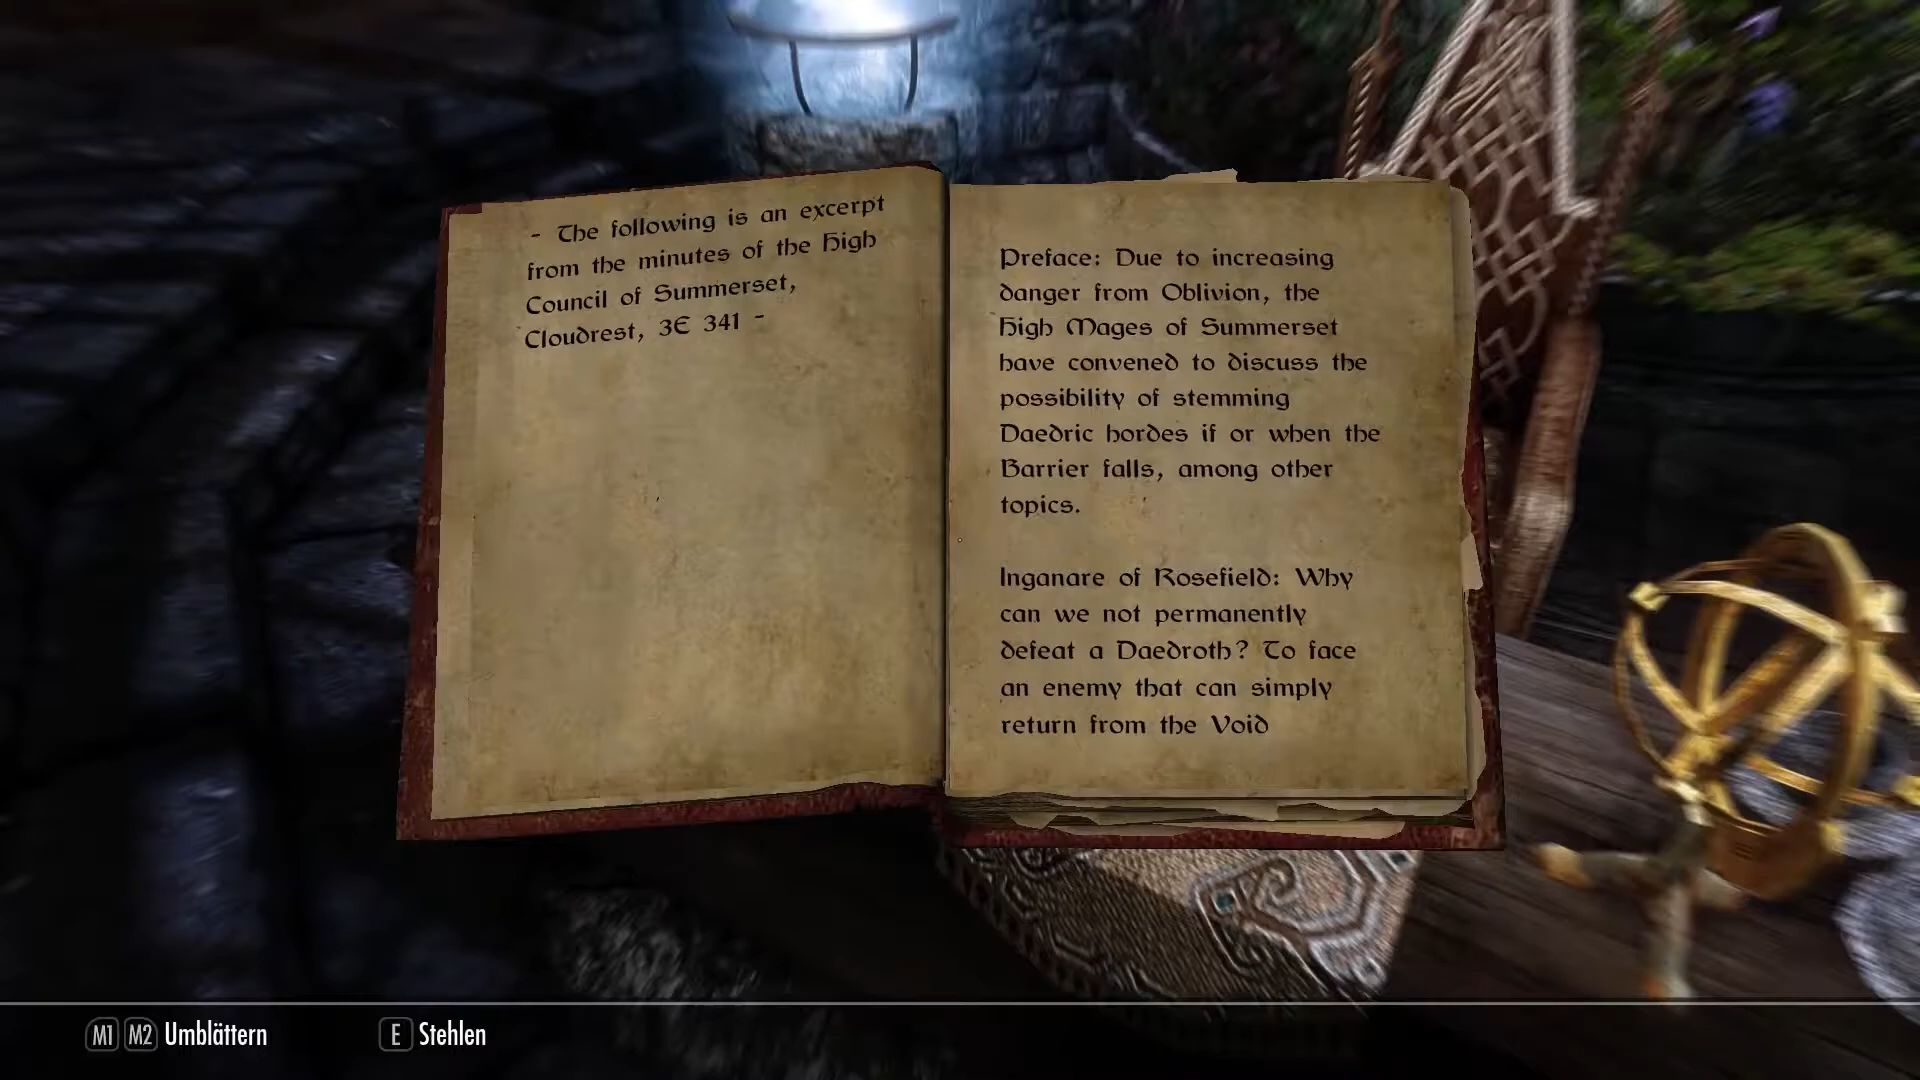 - The following is an excerpt
from the minutes of the High
Council of Summerset,
Cloudrest, 3E 341 -
Preface: Due to increasing
danger from Oblivion, the
High Mages of Summerset
have convened to discuss the
possibility of stemming
Daedric hordes if or when the
Barrier falls, among other
topics.
Inganare of Rosefield: Why
can we not permanently
defeat a Daedroth? To face
an enemy that can simply
return from the Void
M1 M2 Umblättern
E Stehlen